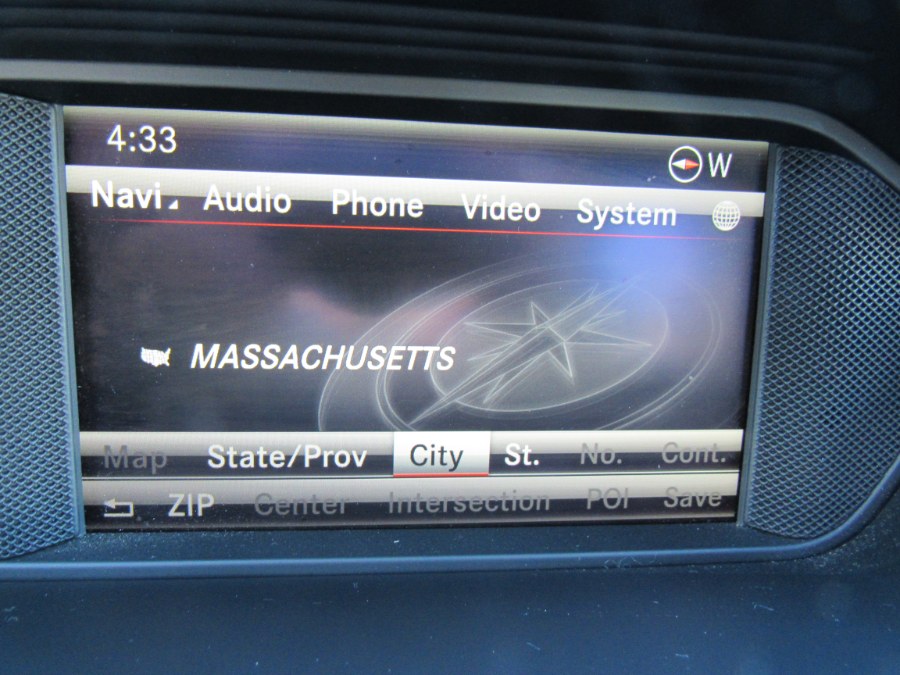 4:33
W
Navi Audio Phone Video System
MASSACHUSETTS
Map State/Prov City St. No. Cont.
ZIP Center Intersection POI Save